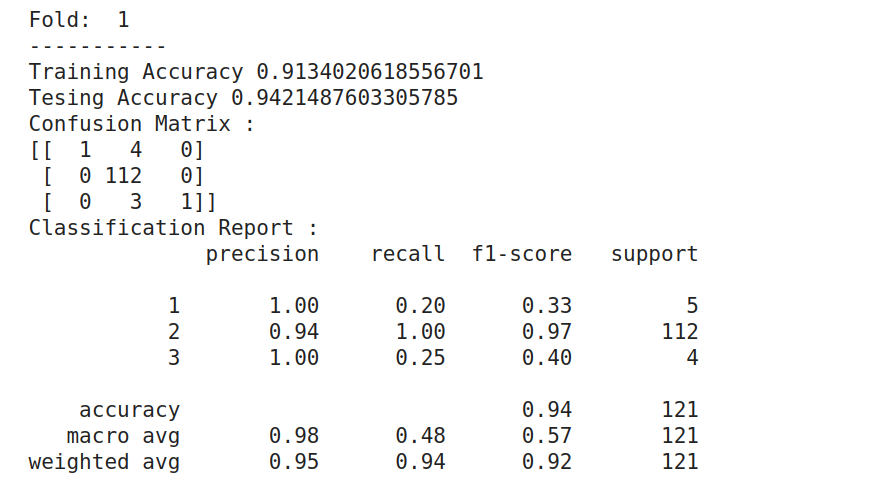 Fold:  1
-----------
Training Accuracy 0.9134020618556701
Tesing Accuracy 0.9421487603305785
Confusion Matrix :
[[  1   4   0]
 [  0 112   0]
 [  0   3   1]]
Classification Report :
              precision    recall  f1-score   support

           1       1.00      0.20      0.33         5
           2       0.94      1.00      0.97       112
           3       1.00      0.25      0.40         4

    accuracy                           0.94       121
   macro avg       0.98      0.48      0.57       121
weighted avg       0.95      0.94      0.92       121